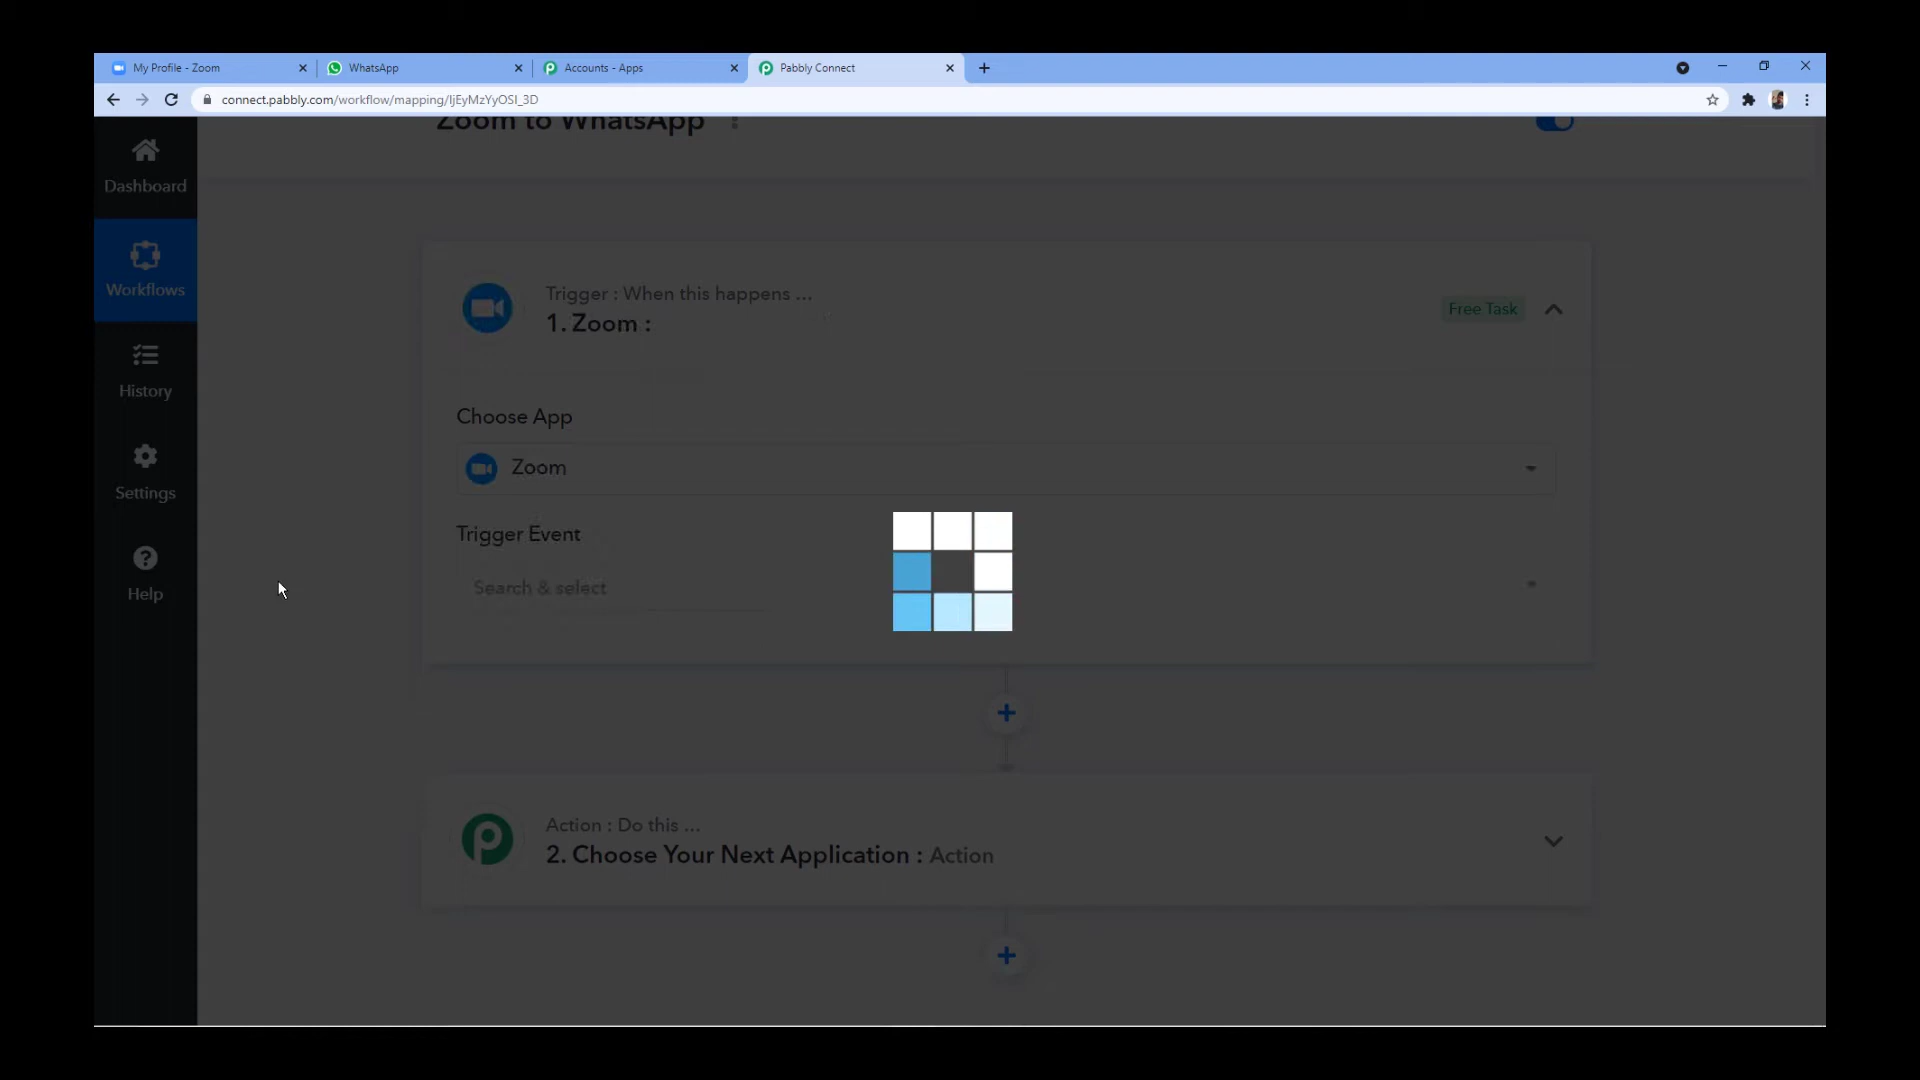 My Profile - Zoom
WhatsApp
Accounts - Apps
Pabbly Connect
connect.pabbly.com/workflow/mapping/IjEyMzYyOSI_3D
Zoom to WhatsApp
Dashboard
Workflows
History
Settings
Help
Trigger : When this happens ...
1. Zoom :
Free Task
Choose App
Zoom
Trigger Event
Search & select
Action : Do this ...
2. Choose Your Next Application : Action